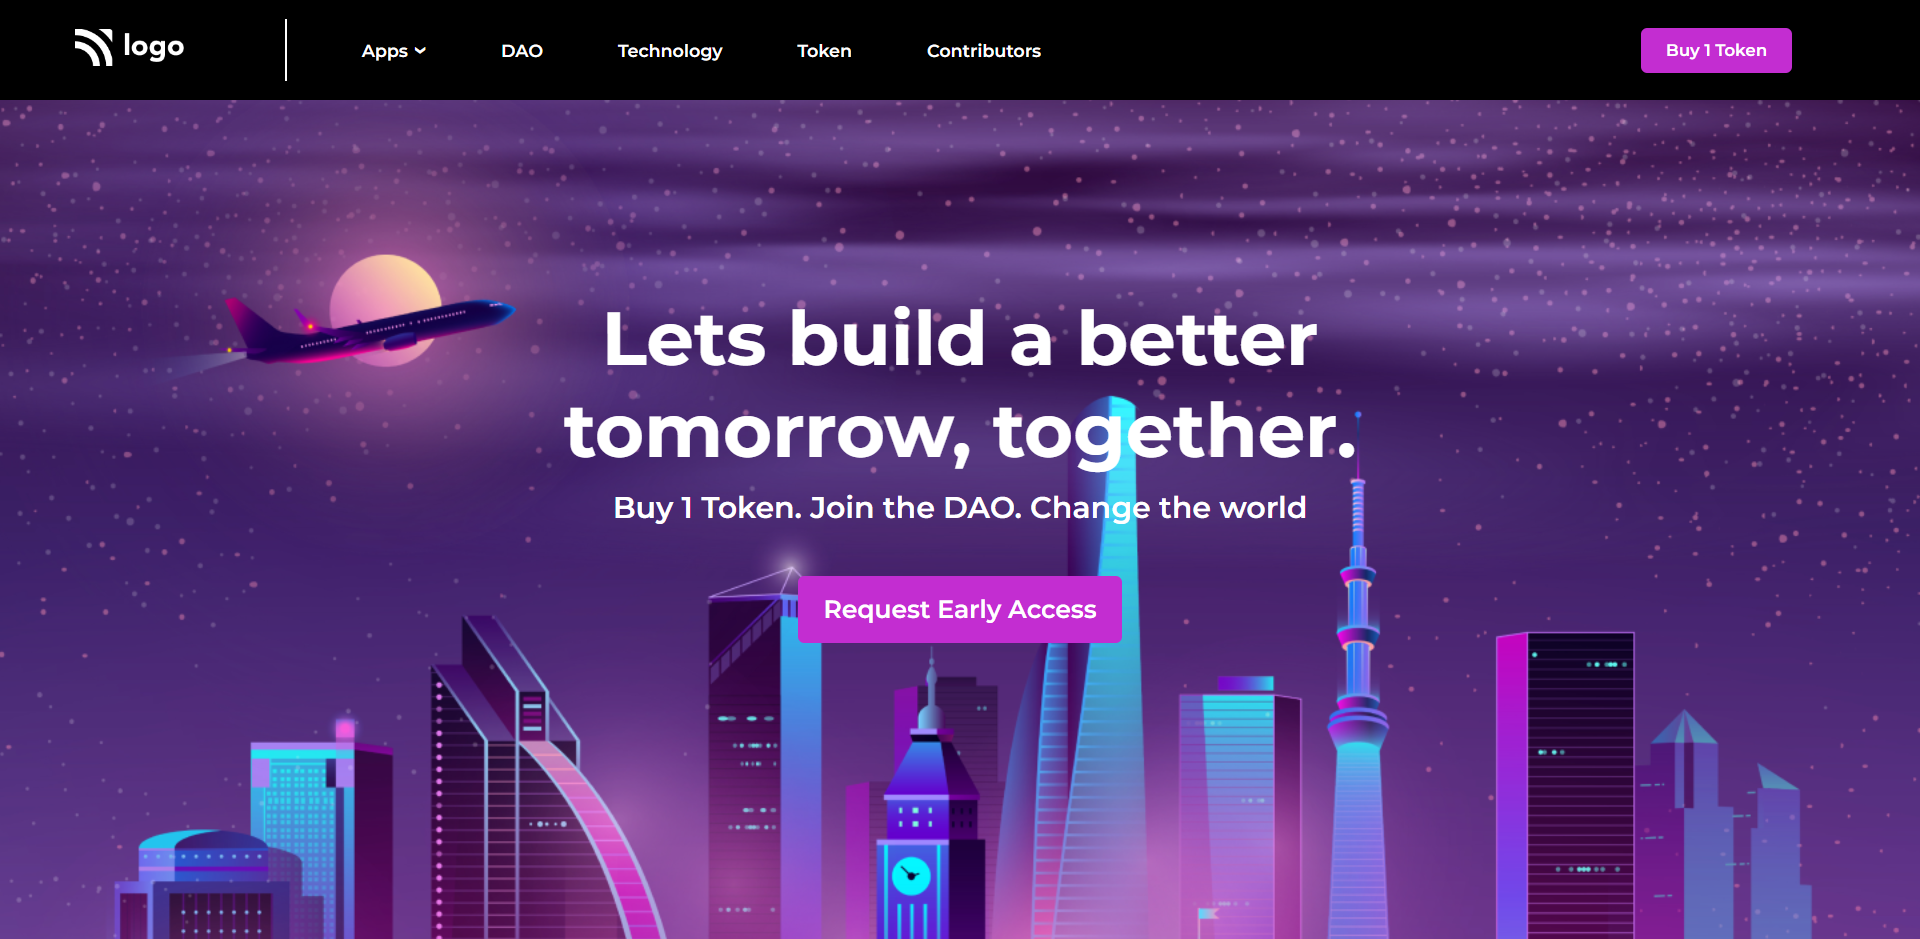 logo
Apps
DAO
Technology
Token
Contributors
Buy 1 Token
Lets build a better
tomorrow, together.
Buy 1 Token. Join the DAO. Change the world
Request Early Access